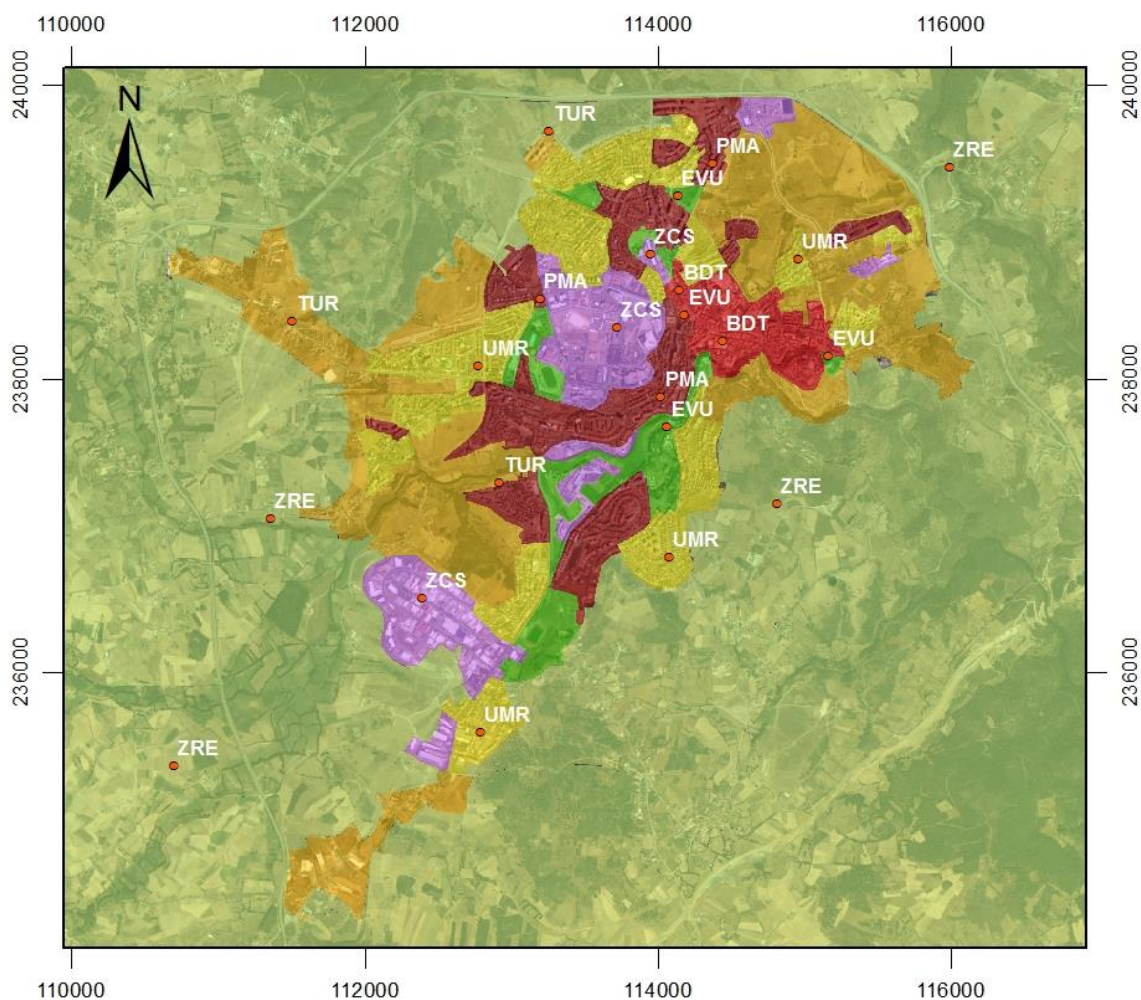 110000 112000 114000 116000
240000 240000
N
TUR
PMA
ZRE
EVU
ZCS
UMR
BDT
PMA
EVU
ZCS
TUR
BDT
EVU
UMR
238000 238000
PMA
EVU
TUR
ZRE
ZRE
UMR
ZCS
236000 236000
UMR
ZRE
110000 112000 114000 116000